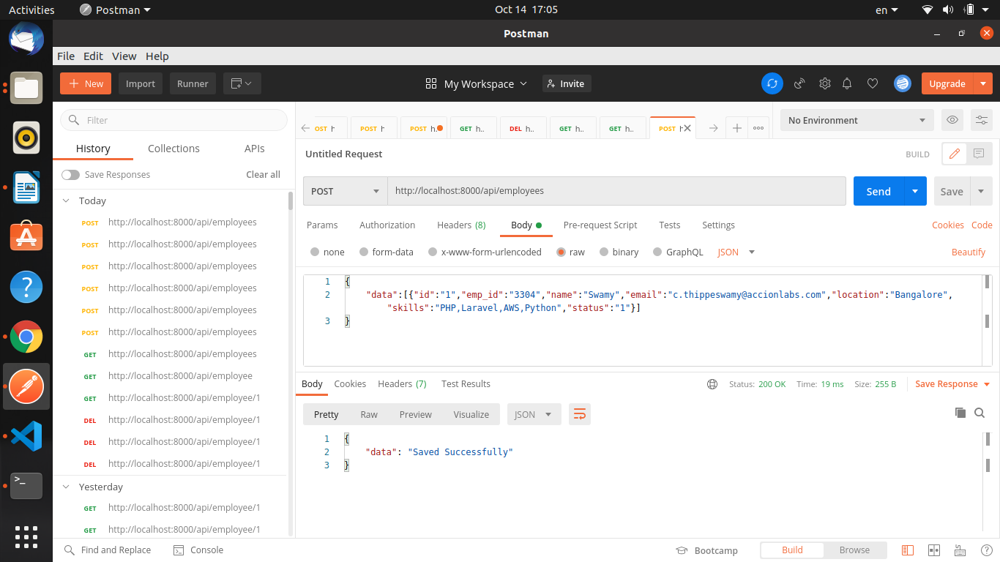 Activities Postman Oct 14 17:05 en
Postman
File Edit View Help
New Import Runner My Workspace Invite Upgrade
Filter
OST h POST h POST h.. GET h.. DEL h.. GET h.. GET h.. POST h No Environment
History Collections APIs
Untitled Request BUILD
Save Responses Clear all
POST http://localhost:8000/api/employees Send Save
Today
POST http://localhost:8000/api/employees
POST http://localhost:8000/api/employees
POST http://localhost:8000/api/employees
POST http://localhost:8000/api/employees
POST http://localhost:8000/api/employees
POST http://localhost:8000/api/employees
GET http://localhost:8000/api/employees
GET http://localhost:8000/api/employee
GET http://localhost:8000/api/employee/1
DEL http://localhost:8000/api/employee/1
DEL http://localhost:8000/api/employee/1
DEL http://localhost:8000/api/employee/1
Yesterday
GET http://localhost:8000/api/employee/1
GET http://localhost:8000/api/employee/1
Params Authorization Headers (8) Body Pre-request Script Tests Settings Cookies Code
none form-data x-www-form-urlencoded raw binary GraphQL JSON Beautify
1 {
2 "data":[{"id":"1","emp_id":"3304","name":"Swamy","email":"c.thippeswamy@accionlabs.com","location":"Bangalore",
"skills":"PHP,Laravel,AWS,Python","status":"1"}]
3 }
Body Cookies Headers (7) Test Results Status: 200 OK Time: 19 ms Size: 255 B Save Response
Pretty Raw Preview Visualize JSON
1 {
2 "data": "Saved Successfully"
3 }
Find and Replace Console Bootcamp Build Browse